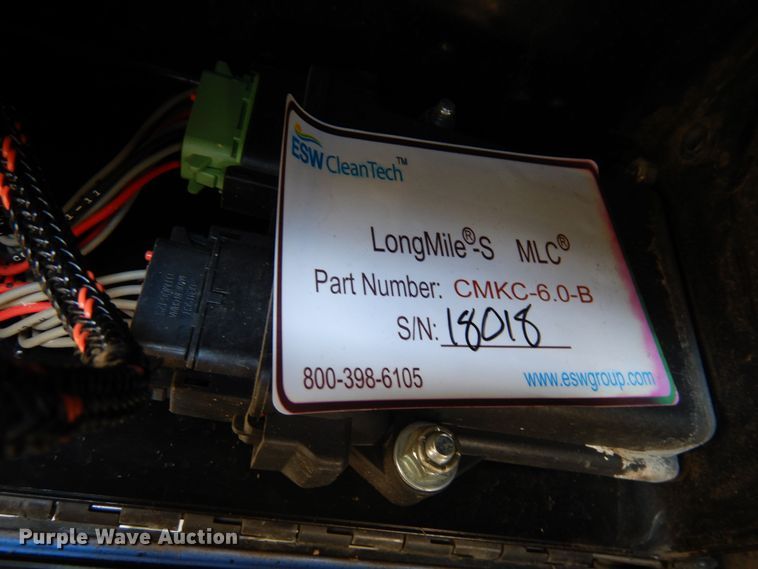 ESW CleanTech™
LongMile®-S MLC®
Part Number: CMKC-6.0-B
S/N: 18018
800-398-6105
www.eswgroup.com
Purple Wave Auction